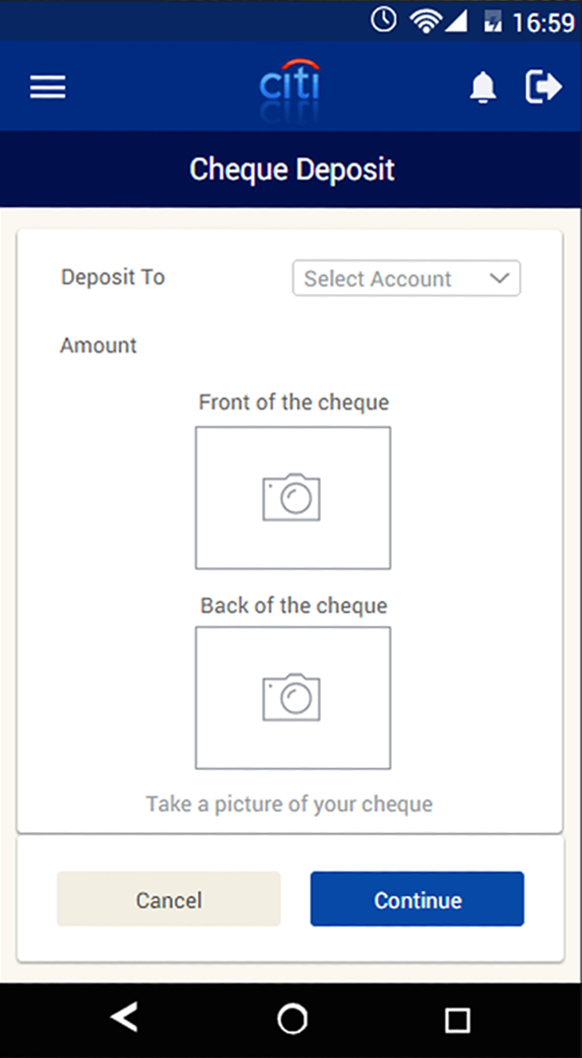 16:59
citi
Cheque Deposit
Deposit To
Select Account
Amount
Front of the cheque
Back of the cheque
Take a picture of your cheque
Cancel
Continue